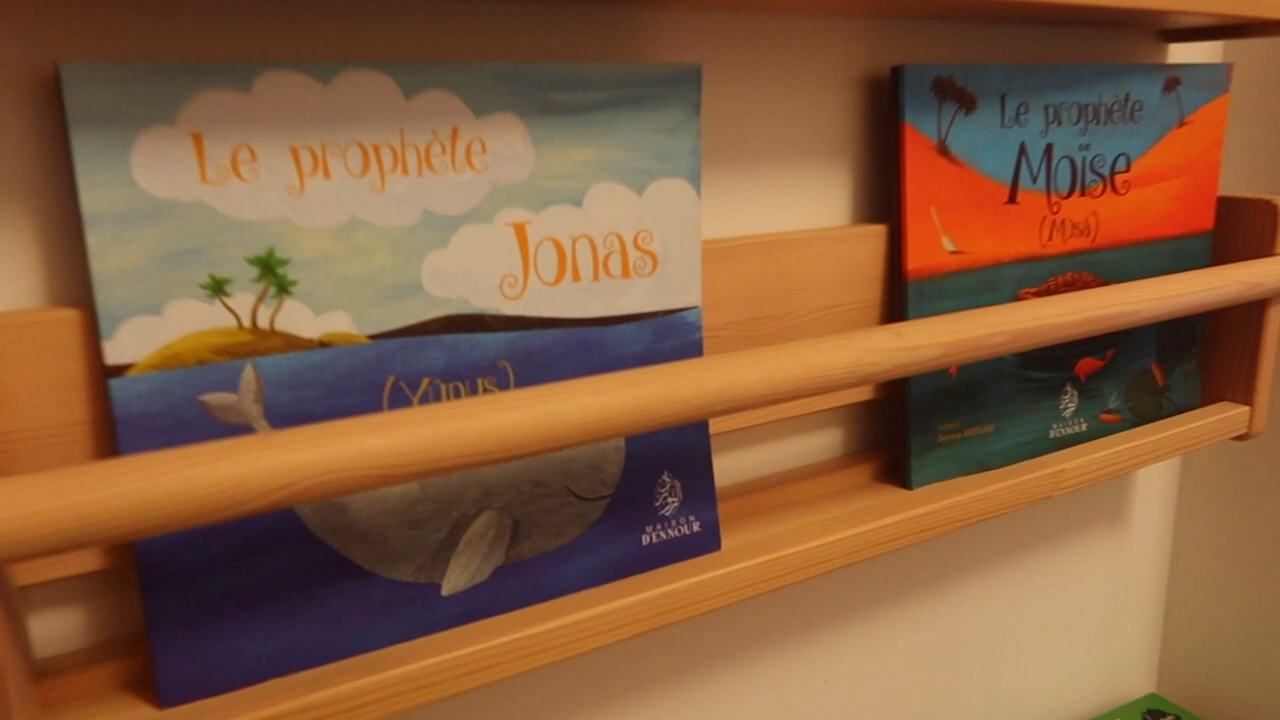 Le prophète
Jonas
(Yûnus)
MAISON
D'ENNOUR
Le prophète
Moïse
(Mûsâ)
MAISON
D'ENNOUR